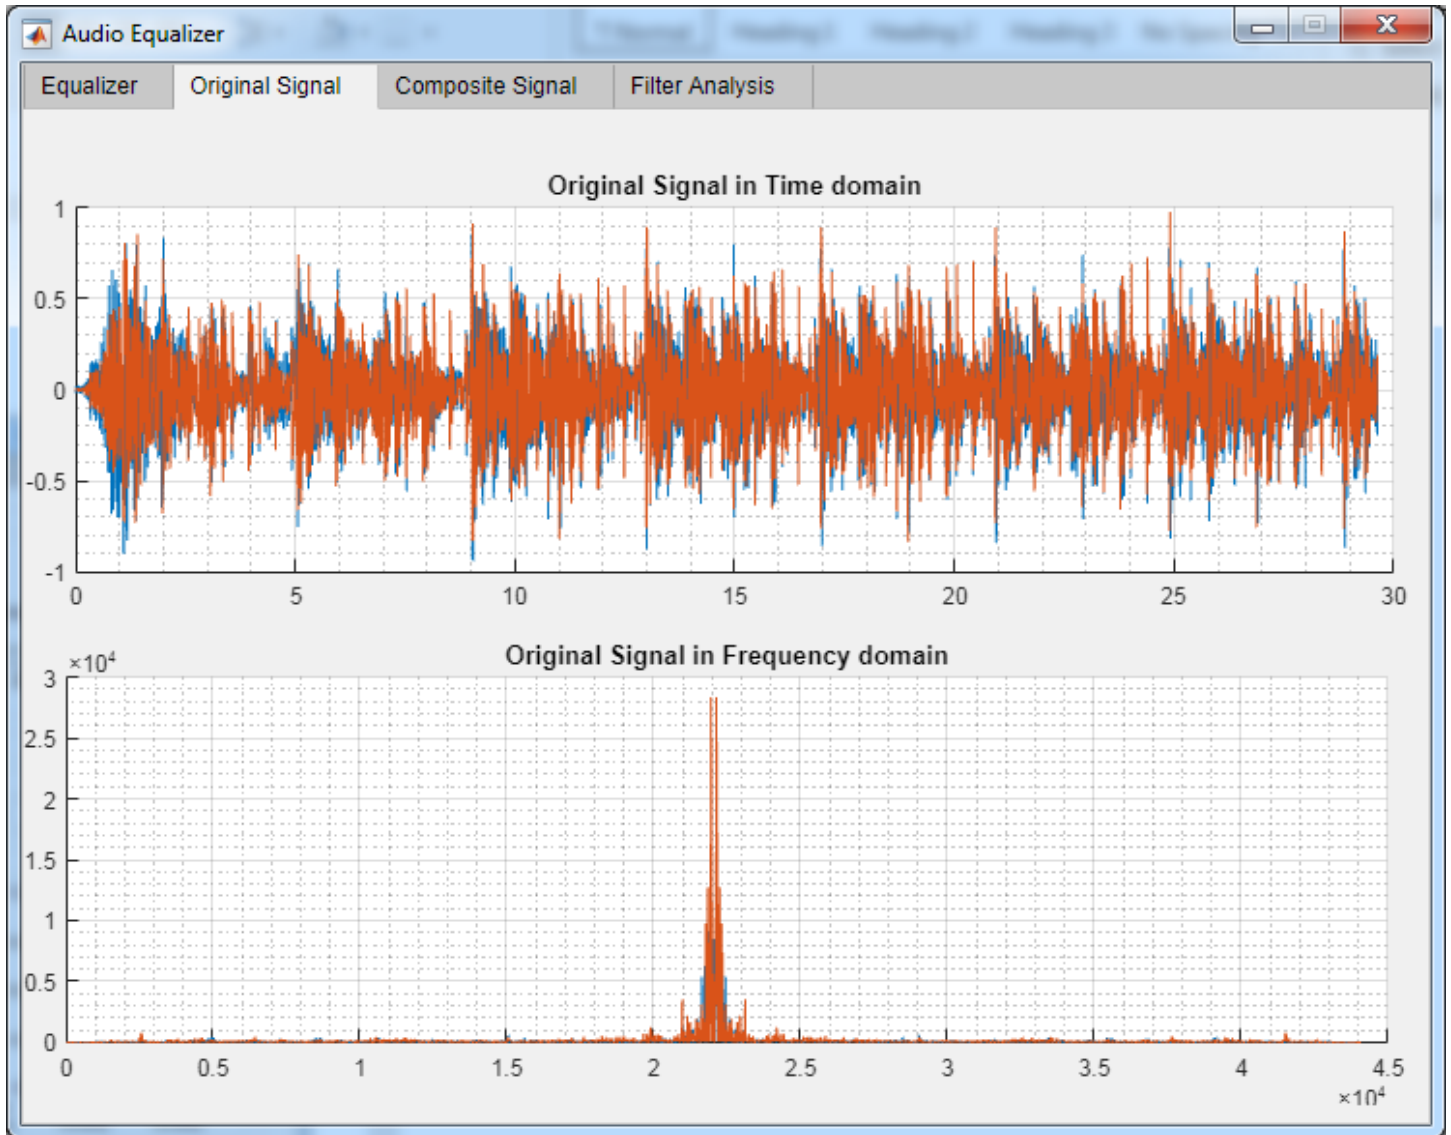 Audio Equalizer
Equalizer Original Signal Composite Signal Filter Analysis
Original Signal in Time domain
1
0.5
0
-0.5
-1
0 5 10 15 20 25 30
Original Signal in Frequency domain
×10⁴
3
2.5
2
1.5
1
0.5
0
0 0.5 1 1.5 2 2.5 3 3.5 4 4.5
×10⁴